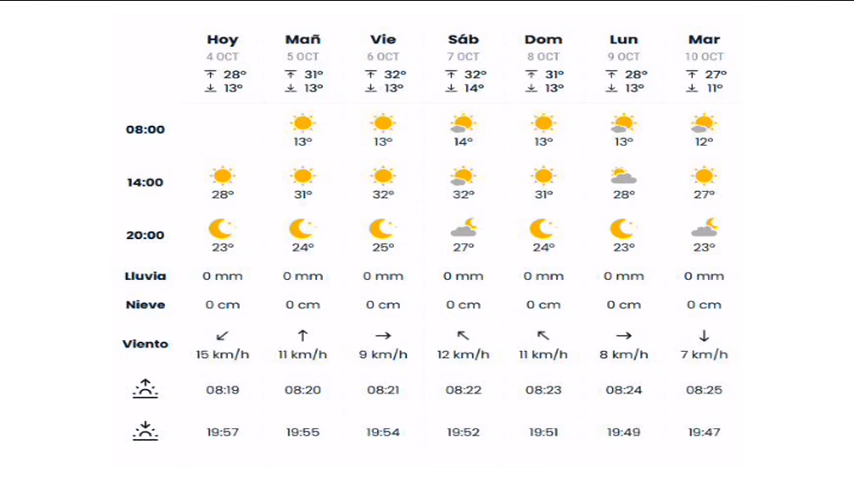 Hoy Mañ Vie Sáb Dom Lun Mar
4 OCT 5 OCT 6 OCT 7 OCT 8 OCT 9 OCT 10 OCT
28° 31° 32° 32° 31° 28° 27°
13° 13° 13° 14° 13° 13° 11°
08:00
13° 13° 14° 13° 13° 12°
14:00
28° 31° 32° 32° 31° 28° 27°
20:00
23° 24° 25° 27° 24° 23° 23°
Lluvia 0 mm 0 mm 0 mm 0 mm 0 mm 0 mm 0 mm
Nieve 0 cm 0 cm 0 cm 0 cm 0 cm 0 cm 0 cm
Viento
15 km/h 11 km/h 9 km/h 12 km/h 11 km/h 8 km/h 7 km/h
08:19 08:20 08:21 08:22 08:23 08:24 08:25
19:57 19:55 19:54 19:52 19:51 19:49 19:47